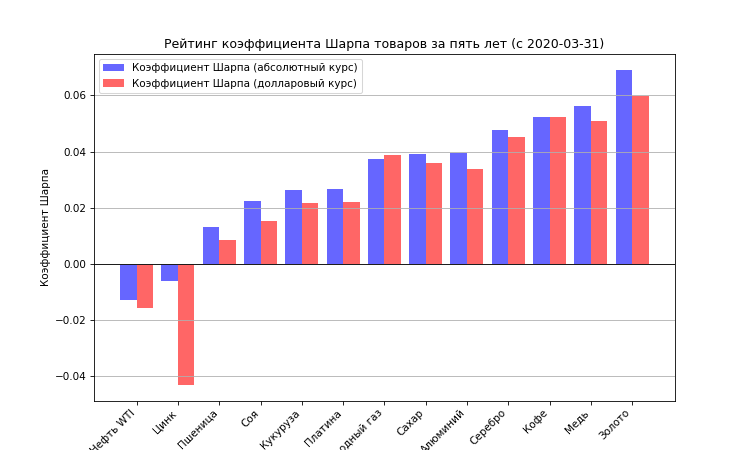 Рейтинг коэффициента Шарпа товаров за пять лет (с 2020-03-31)
Коэффициент Шарпа (абсолютный курс)
Коэффициент Шарпа (долларовый курс)
Коэффициент Шарпа
0.06
0.04
0.02
0.00
−0.02
−0.04
Нефть WTI
Цинк
Пшеница
Соя
Кукуруза
Платина
одный газ
Сахар
Алюминий
Серебро
Кофе
Медь
Золото